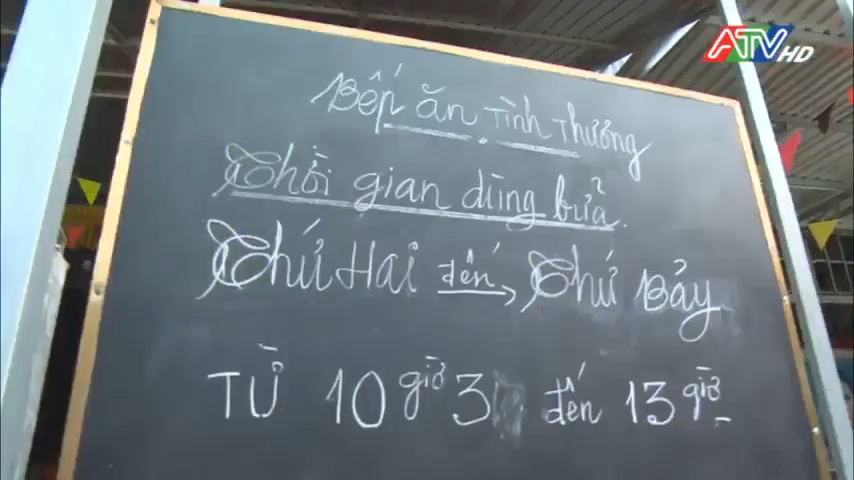 ATV HD
Bếp ăn Tình Thương
Thời gian dùng bửa.
Thứ Hai đến → Thứ Bảy
TỪ 10 giờ 3 đến 13 giờ